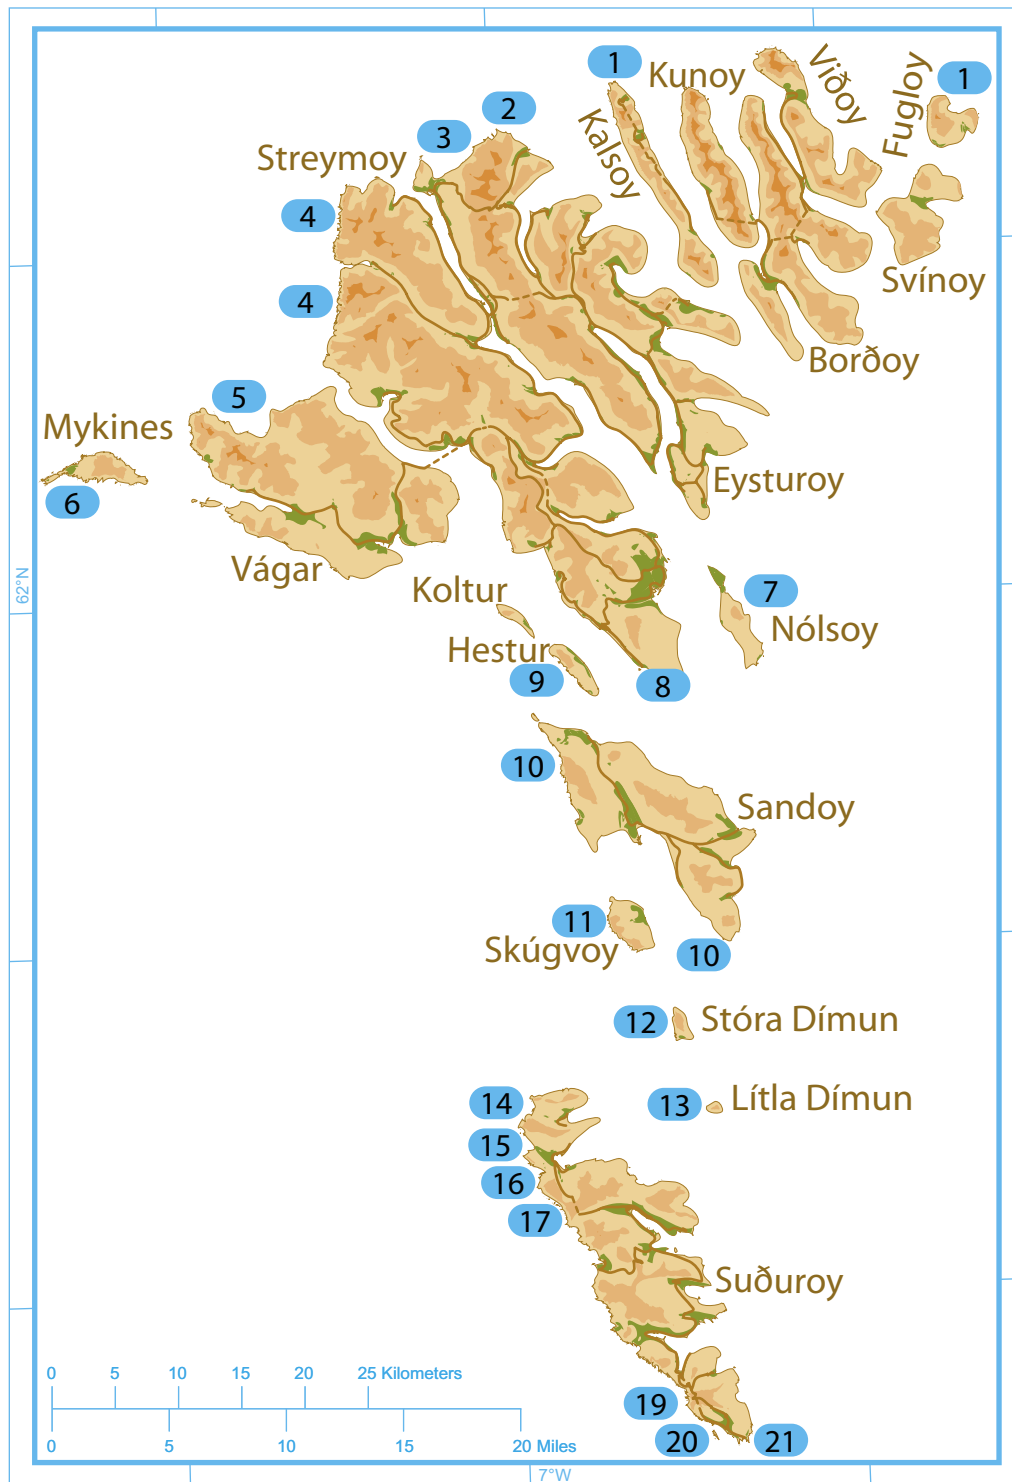 1
Kunoy
Viðoy
Fugloy
1
2
Kalsoy
3
Streymoy
4
Svínoy
4
Borðoy
5
Mykines
Eysturoy
6
Vágar
62°N
Koltur
7
Nólsoy
Hestur
9
8
10
Sandoy
11
Skúgvoy
10
12
Stóra Dímun
14
13
Lítla Dímun
15
16
17
Suðuroy
0 5 10 15 20 25 Kilometers
19
20
21
0 5 10 15 20 Miles
7°W